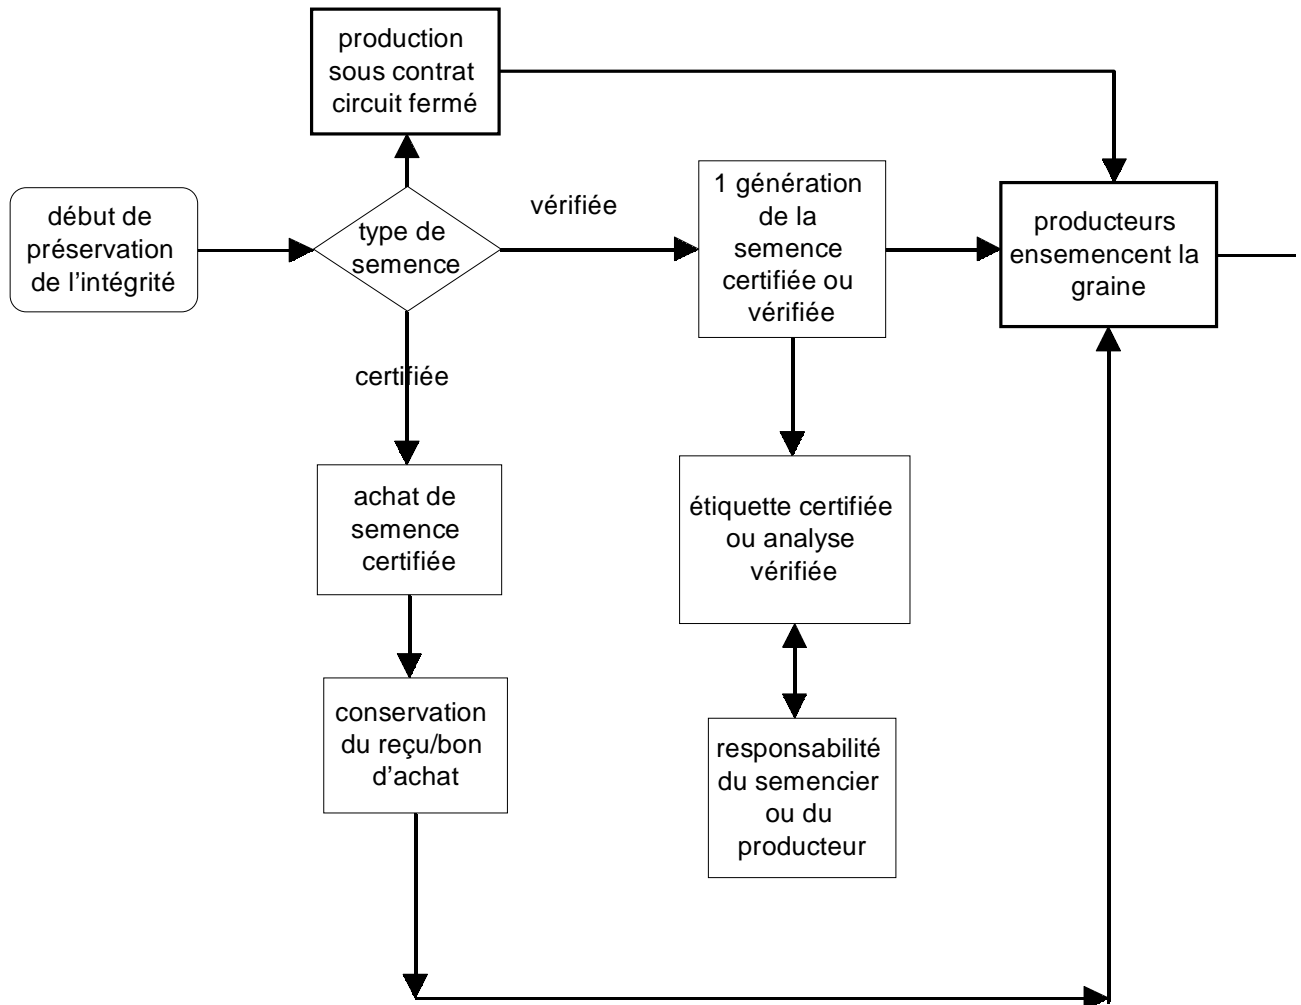 production
sous contrat
circuit fermé
début de
préservation
de l'intégrité
type de
semence
vérifiée
1 génération
de la
semence
certifiée ou
vérifiée
producteurs
ensemencent la
graine
certifiée
achat de
semence
certifiée
étiquette certifiée
ou analyse
vérifiée
conservation
du reçu/bon
d'achat
responsabilité
du semencier
ou du
producteur